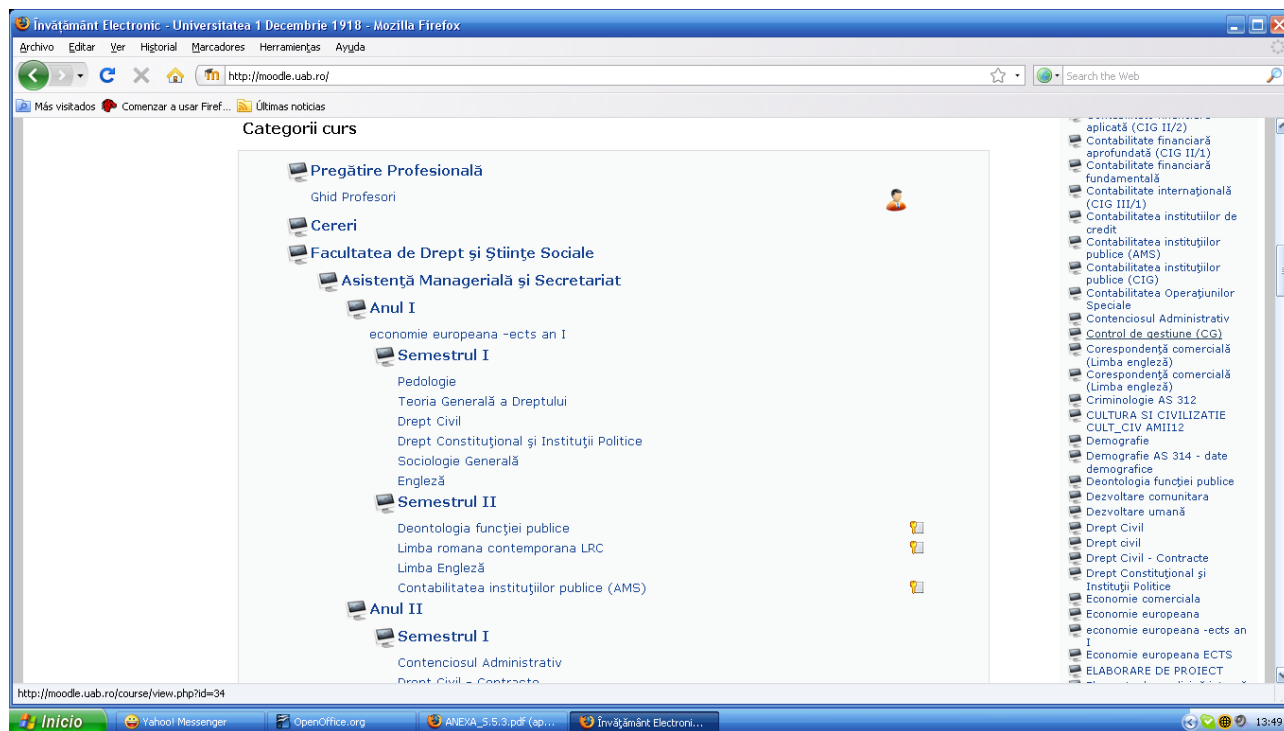 Învăţământ Electronic - Universitatea 1 Decembrie 1918 - Mozilla Firefox
Archivo Editar Ver Historial Marcadores Herramientas Ayuda
http://moodle.uab.ro/
Search the Web
Más visitados Comenzar a usar Firef... Últimas noticias
Categorii curs
Pregătire Profesională
Ghid Profesori
Cereri
Facultatea de Drept şi Ştiinţe Sociale
Asistenţă Managerială şi Secretariat
Anul I
economie europeana -ects an I
Semestrul I
Pedologie
Teoria Generală a Dreptului
Drept Civil
Drept Constituţional şi Instituţii Politice
Sociologie Generală
Engleză
Semestrul II
Deontologia funcţiei publice
Limba romana contemporana LRC
Limba Engleză
Contabilitatea instituţiilor publice (AMS)
Anul II
Semestrul I
Contenciosul Administrativ
Drept Civil - Contracte
aplicată (CIG II/2)
Contabilitate financiară
aprofundată (CIG II/1)
Contabilitate financiară
fundamentală
Contabilitate internaţională
(CIG III/1)
Contabilitatea institutiilor de
credit
Contabilitatea instituţiilor
publice (AMS)
Contabilitatea instituţiilor
publice (CIG)
Contabilitatea Operaţiunilor
Speciale
Contenciosul Administrativ
Control de gestiune (CG)
Corespondenţă comercială
(Limba engleză)
Corespondenţă comercială
(Limba engleză)
Criminologie AS 312
CULTURA SI CIVILIZATIE
CULT_CIV AMII12
Demografie
Demografie AS 314 - date
demografice
Deontologia funcţiei publice
Dezvoltare comunitara
Dezvoltare umană
Drept Civil
Drept civil
Drept Civil - Contracte
Drept Constituţional şi
Instituţii Politice
Economie comerciala
Economie europeana
economie europeana -ects an
I
Economie europeana ECTS
ELABORARE DE PROIECT
http://moodle.uab.ro/course/view.php?id=34
Inicio Yahoo! Messenger OpenOffice.org ANEXA_5.5.3.pdf (ap... Învăţământ Electroni... 13:49